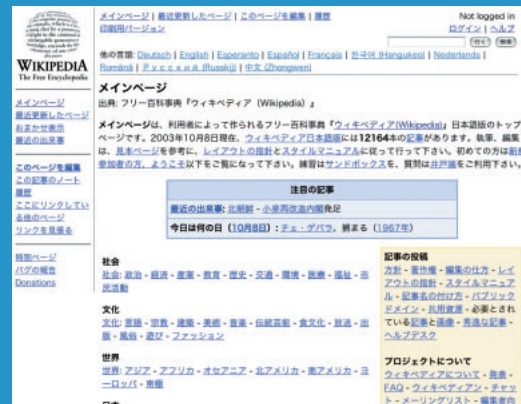 WIKIPEDIA
The Free Encyclopedia
メインページ
最近更新したページ
おまかせ表示
最近の出来事
このページを編集
この記事のノート
履歴
ここにリンクしてい
る他のページ
リンクを見張る
特別ページ
バグの報告
Donations
メインページ | 最近更新したページ | このページを編集 | 履歴
印刷用バージョン
Not logged in
ログイン | ヘルプ
行く 検索
他の言語: Deutsch | English | Esperanto | Español | Français | 한국어 (Hangukeo) | Nederlands |
Română | Русский (Russkij) | 中文 (Zhongwen)
メインページ
出典: フリー百科事典『ウィキペディア (Wikipedia)』
メインページは、利用者によって作られるフリー百科事典『ウィキペディア(Wikipedia)』日本語版のトップ
ページです。2003年10月8日現在、ウィキペディア日本語版には12164本の記事があります。執筆、編集
は、見本ページを参考に、レイアウトの指針とスタイルマニュアルに従って行って下さい。初めての方は新
参加者の方、ようこそ以下をご覧になって下さい。練習はサンドボックスを、質問は井戸端をご利用下さい。
注目の記事
最近の出来事: 北朝鮮 - 小泉再改造内閣発足
今日は何の日 (10月8日) : チェ・ゲバラ、捕まる (1967年)
社会
社会: 政治 - 経済 - 産業 - 教育 - 歴史 - 交通 - 環境 - 医療 - 福祉 - 市
民活動
文化
文化: 言語 - 宗教 - 建築 - 美術 - 音楽 - 伝統芸能 - 食文化 - 放送 - 出
版 - 風俗 - 遊び - ファッション
世界
世界: アジア - アフリカ - オセアニア - 北アメリカ - 南アメリカ - ヨ
ーロッパ - 南極
記事の投稿
方針 - 著作権 - 編集の仕方 - レイ
アウトの指針 - スタイルマニュア
ル - 記事名の付け方 - パブリック
ドメイン - 共用資源 - 必要とされ
ている記事と画像 - 秀逸な記事 -
ヘルプデスク
プロジェクトについて
ウィキペディアについて - 発表 -
FAQ - ウィキペディアン - チャッ
ト - メーリングリスト - 編集者向